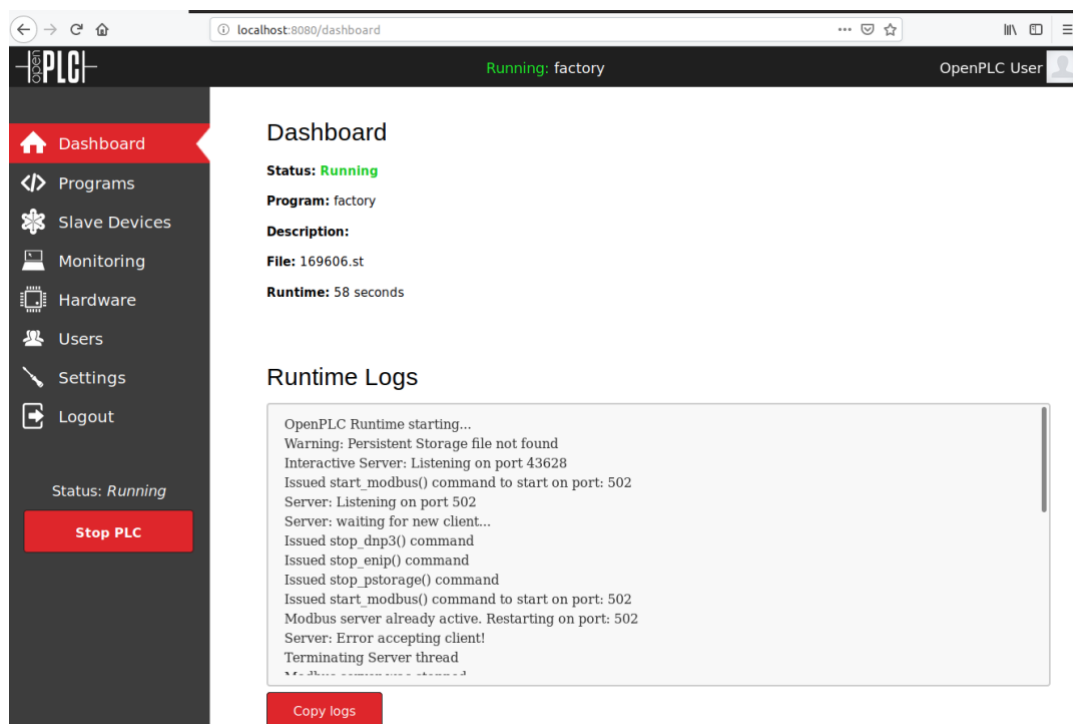 localhost:8080/dashboard
open PLC
Running: factory
OpenPLC User
Dashboard
Programs
Slave Devices
Monitoring
Hardware
Users
Settings
Logout
Status: Running
Stop PLC
Dashboard
Status: Running
Program: factory
Description:
File: 169606.st
Runtime: 58 seconds
Runtime Logs
OpenPLC Runtime starting...
Warning: Persistent Storage file not found
Interactive Server: Listening on port 43628
Issued start_modbus() command to start on port: 502
Server: Listening on port 502
Server: waiting for new client...
Issued stop_dnp3() command
Issued stop_enip() command
Issued stop_pstorage() command
Issued start_modbus() command to start on port: 502
Modbus server already active. Restarting on port: 502
Server: Error accepting client!
Terminating Server thread
Copy logs